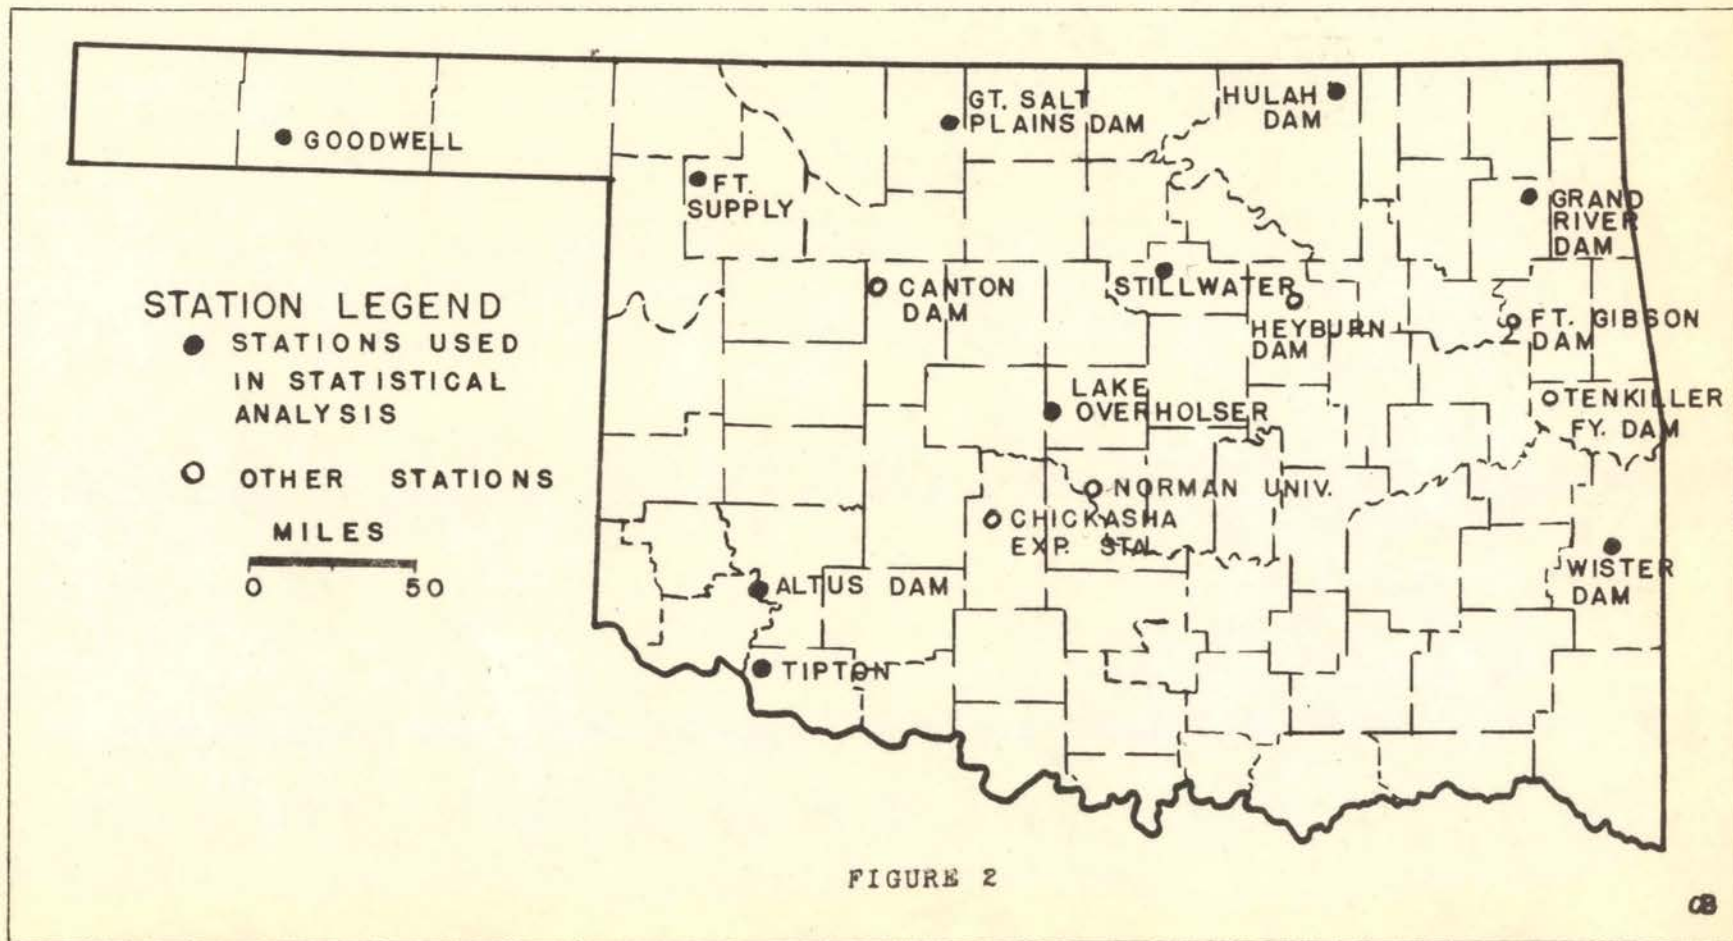 GT. SALT
PLAINS DAM
HULAH
DAM
GOODWELL
FT.
SUPPLY
GRAND
RIVER
DAM
STATION LEGEND
STATIONS USED
IN STATISTICAL
ANALYSIS
OTHER STATIONS
MILES
0 50
CANTON
DAM
STILLWATER
HEYBURN
DAM
FT. GIBSON
DAM
LAKE
OVERHOLSER
TENKILLER
FY. DAM
NORMAN UNIV.
CHICKASHA
EXP. STA.
WISTER
DAM
ALTUS DAM
TIPTON
FIGURE 2
CB